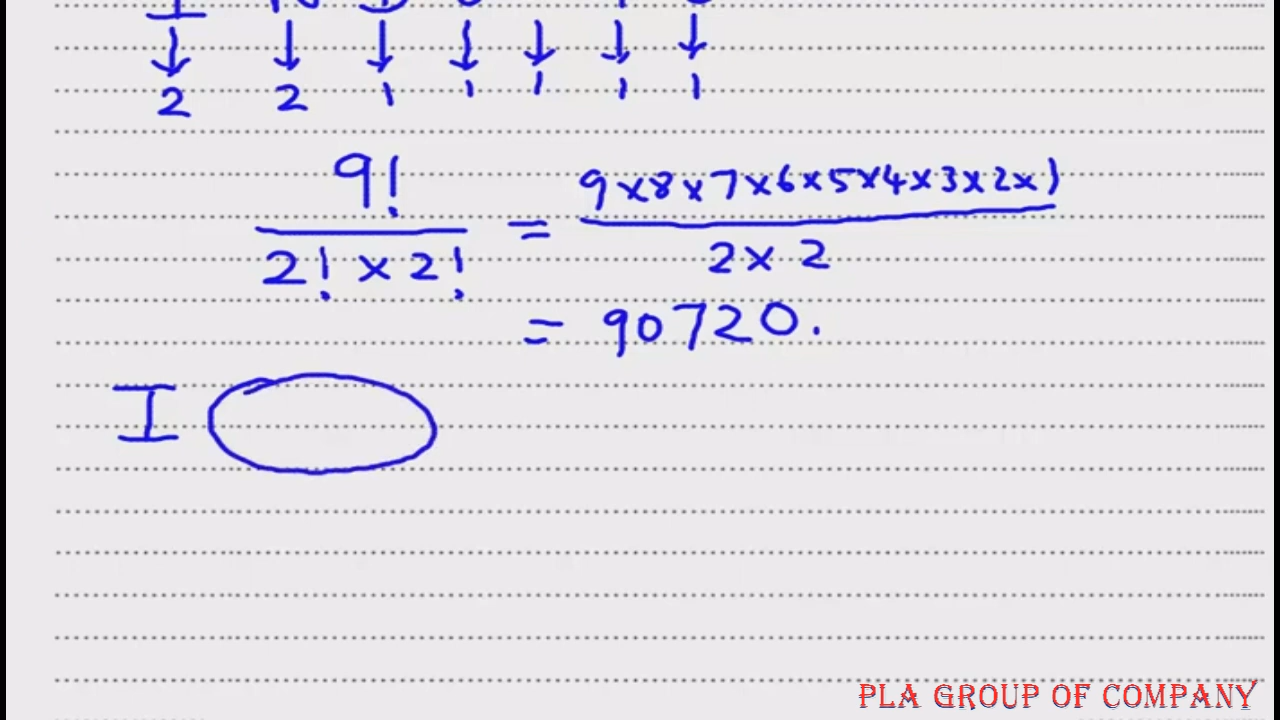 2 2 1 1 1 1 1
9! / 2! × 2! = 9×8×7×6×5×4×3×2×1 / 2×2
= 90720.
I
PLA GROUP OF COMPANY